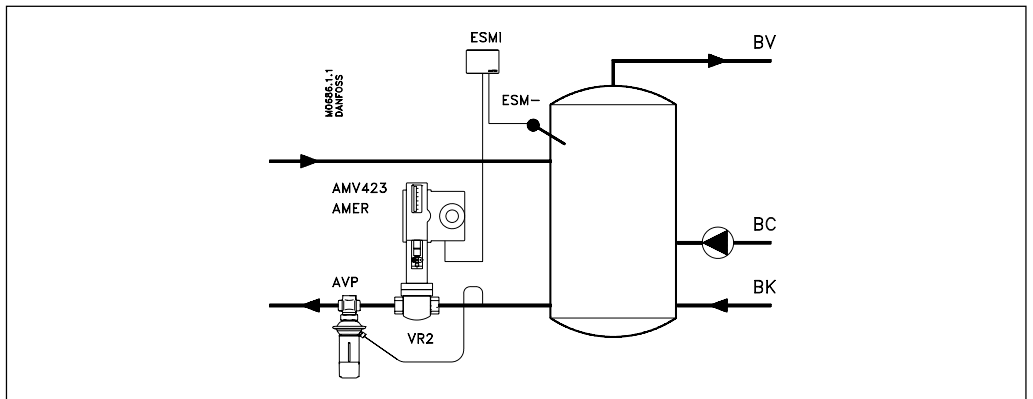 ESMI
BV
M0686.1.1
DANFOSS
ESM-
AMV423
AMER
BC
AVP
BK
VR2